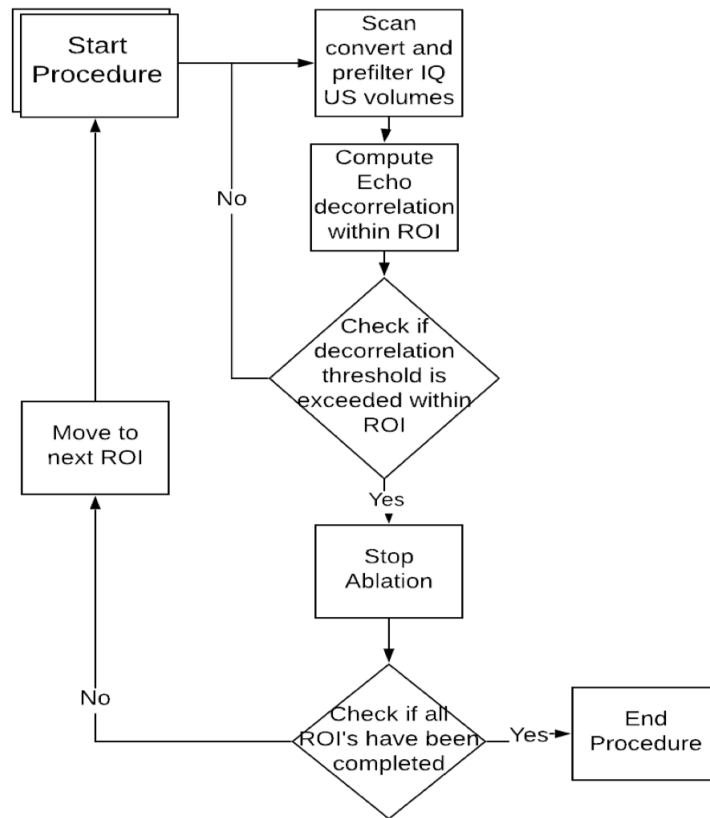 Start
Procedure
Scan
convert and
prefilter IQ
US volumes
Compute
Echo
decorrelation
within ROI
No
Check if
decorrelation
threshold is
exceeded within
ROI
Move to
next ROI
Yes
Stop
Ablation
No
Check if all
ROI's have been
completed
Yes
End
Procedure